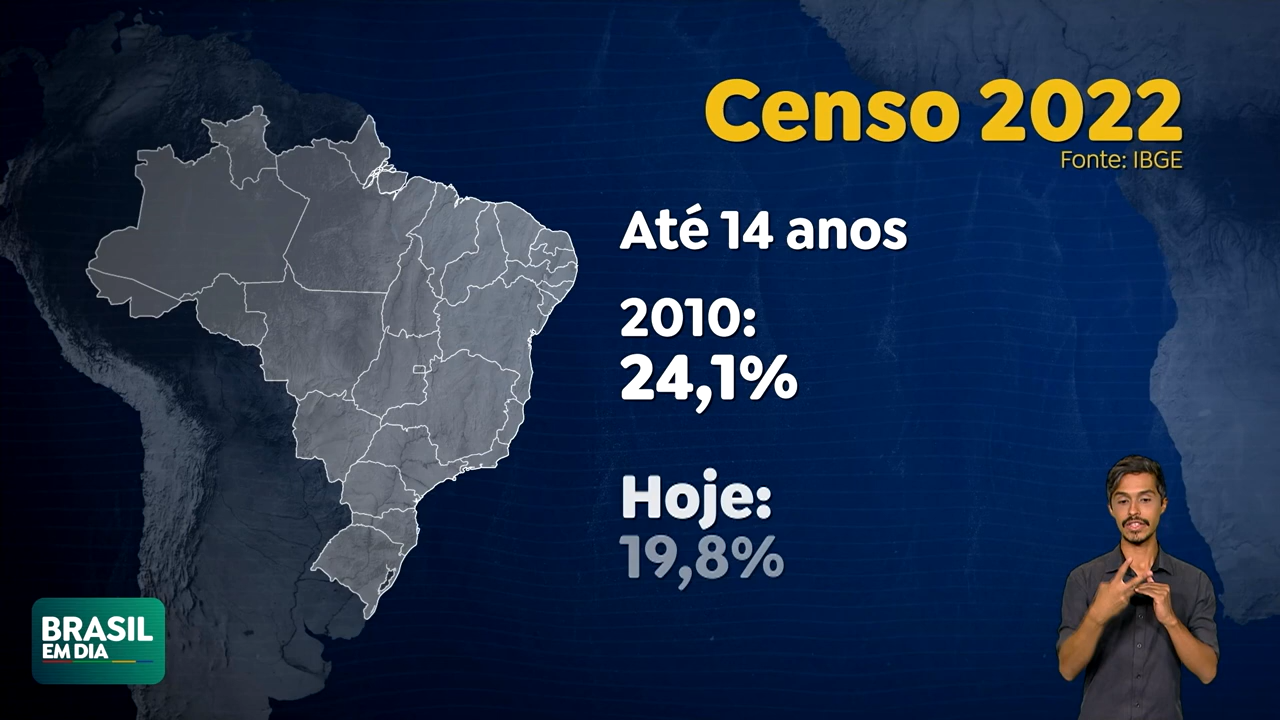 Censo 2022
Fonte: IBGE
Até 14 anos
2010:
24,1%
Hoje:
19,8%
BRASIL
EM DIA